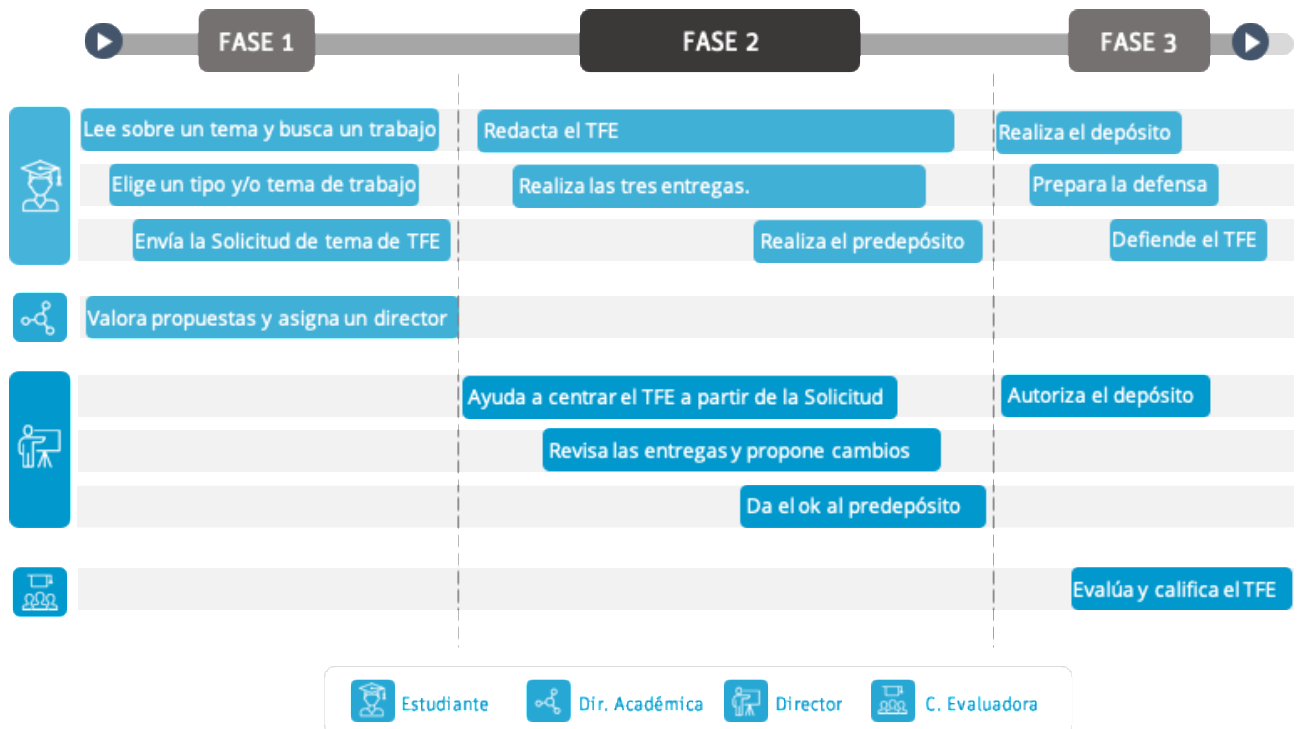 FASE 1
FASE 2
FASE 3
Lee sobre un tema y busca un trabajo
Redacta el TFE
Realiza el depósito
Elige un tipo y/o tema de trabajo
Realiza las tres entregas.
Prepara la defensa
Envía la Solicitud de tema de TFE
Realiza el predepósito
Defiende el TFE
Valora propuestas y asigna un director
Ayuda a centrar el TFE a partir de la Solicitud
Autoriza el depósito
Revisa las entregas y propone cambios
Da el ok al predepósito
Evalúa y califica el TFE
Estudiante
Dir. Académica
Director
C. Evaluadora